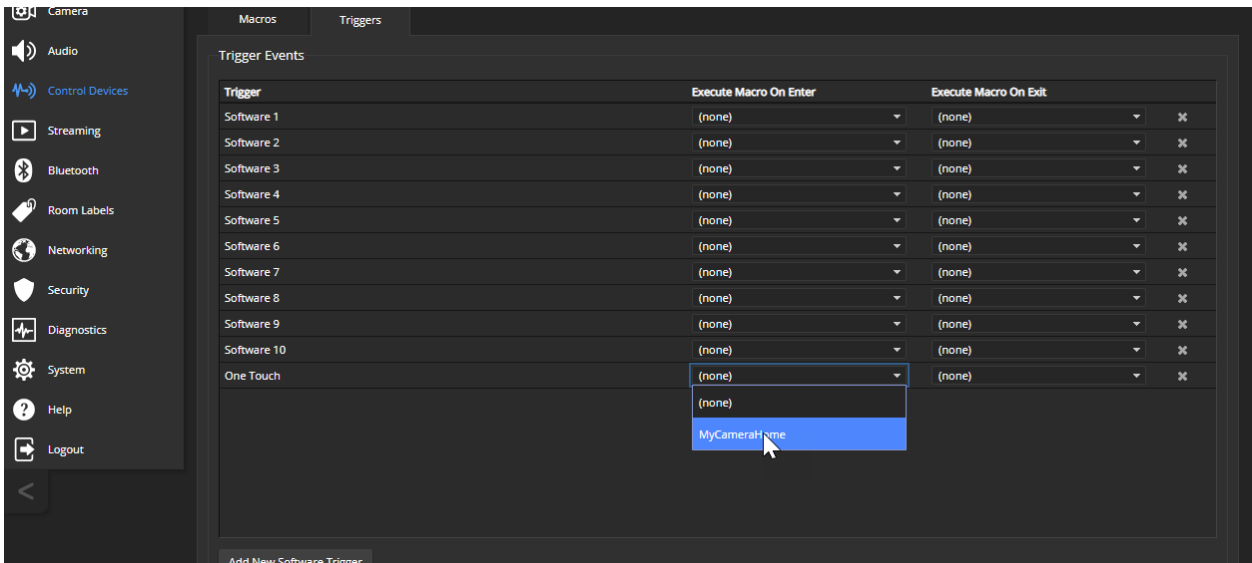 Camera
Audio
Control Devices
Streaming
Bluetooth
Room Labels
Networking
Security
Diagnostics
System
Help
Logout
Macros Triggers
Trigger Events
Trigger Execute Macro On Enter Execute Macro On Exit
Software 1 (none) (none)
Software 2 (none) (none)
Software 3 (none) (none)
Software 4 (none) (none)
Software 5 (none) (none)
Software 6 (none) (none)
Software 7 (none) (none)
Software 8 (none) (none)
Software 9 (none) (none)
Software 10 (none) (none)
One Touch (none) (none)
(none)
MyCameraHome
Add New Software Trigger